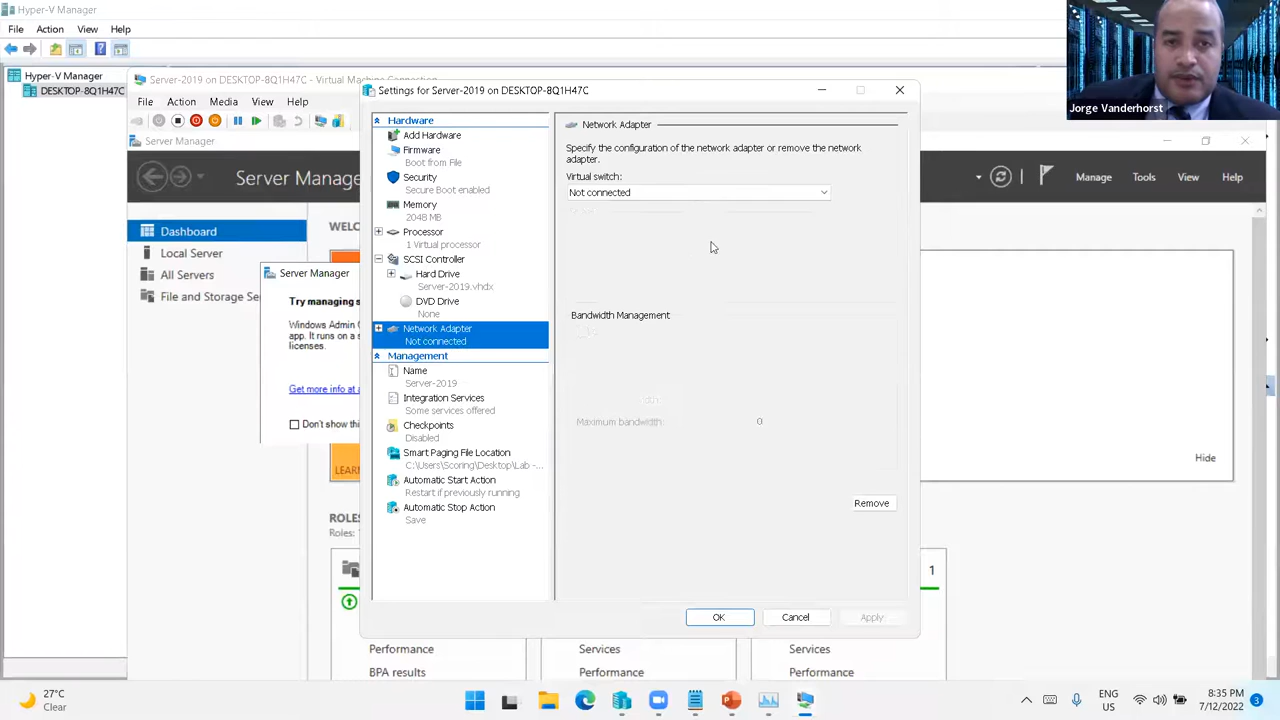 Hyper-V Manager
File Action View Help
Hyper-V Manager
DESKTOP-8Q1H47C
Server-2019 on DESKTOP-8Q1H47C - Virtual Machine Connection
File Action Media View Help
Server Manager
Server Manage
Manage Tools View Help
Dashboard
Local Server
All Servers
File and Storage Se
WELC
Server Manager
Try managing s
Windows Admin C
app. It runs on a s
licenses.
Get more info at a
Don't show thi
LEARN
Hide
ROLES
Roles:
1
Performance
BPA results
Services
Performance
Services
Performance
Settings for Server-2019 on DESKTOP-8Q1H47C
Hardware
Add Hardware
Firmware
Boot from File
Security
Secure Boot enabled
Memory
2048 MB
Processor
1 Virtual processor
SCSI Controller
Hard Drive
Server-2019.vhdx
DVD Drive
None
Network Adapter
Not connected
Management
Name
Server-2019
Integration Services
Some services offered
Checkpoints
Disabled
Smart Paging File Location
C:\Users\Scoring\Desktop\Lab -...
Automatic Start Action
Restart if previously running
Automatic Stop Action
Save
Network Adapter
Specify the configuration of the network adapter or remove the network
adapter.
Virtual switch:
Not connected
Bandwidth Management
Maximum bandwidth: 0
Remove
OK Cancel Apply
Jorge Vanderhorst
27°C
Clear
ENG
US
8:35 PM
7/12/2022
3